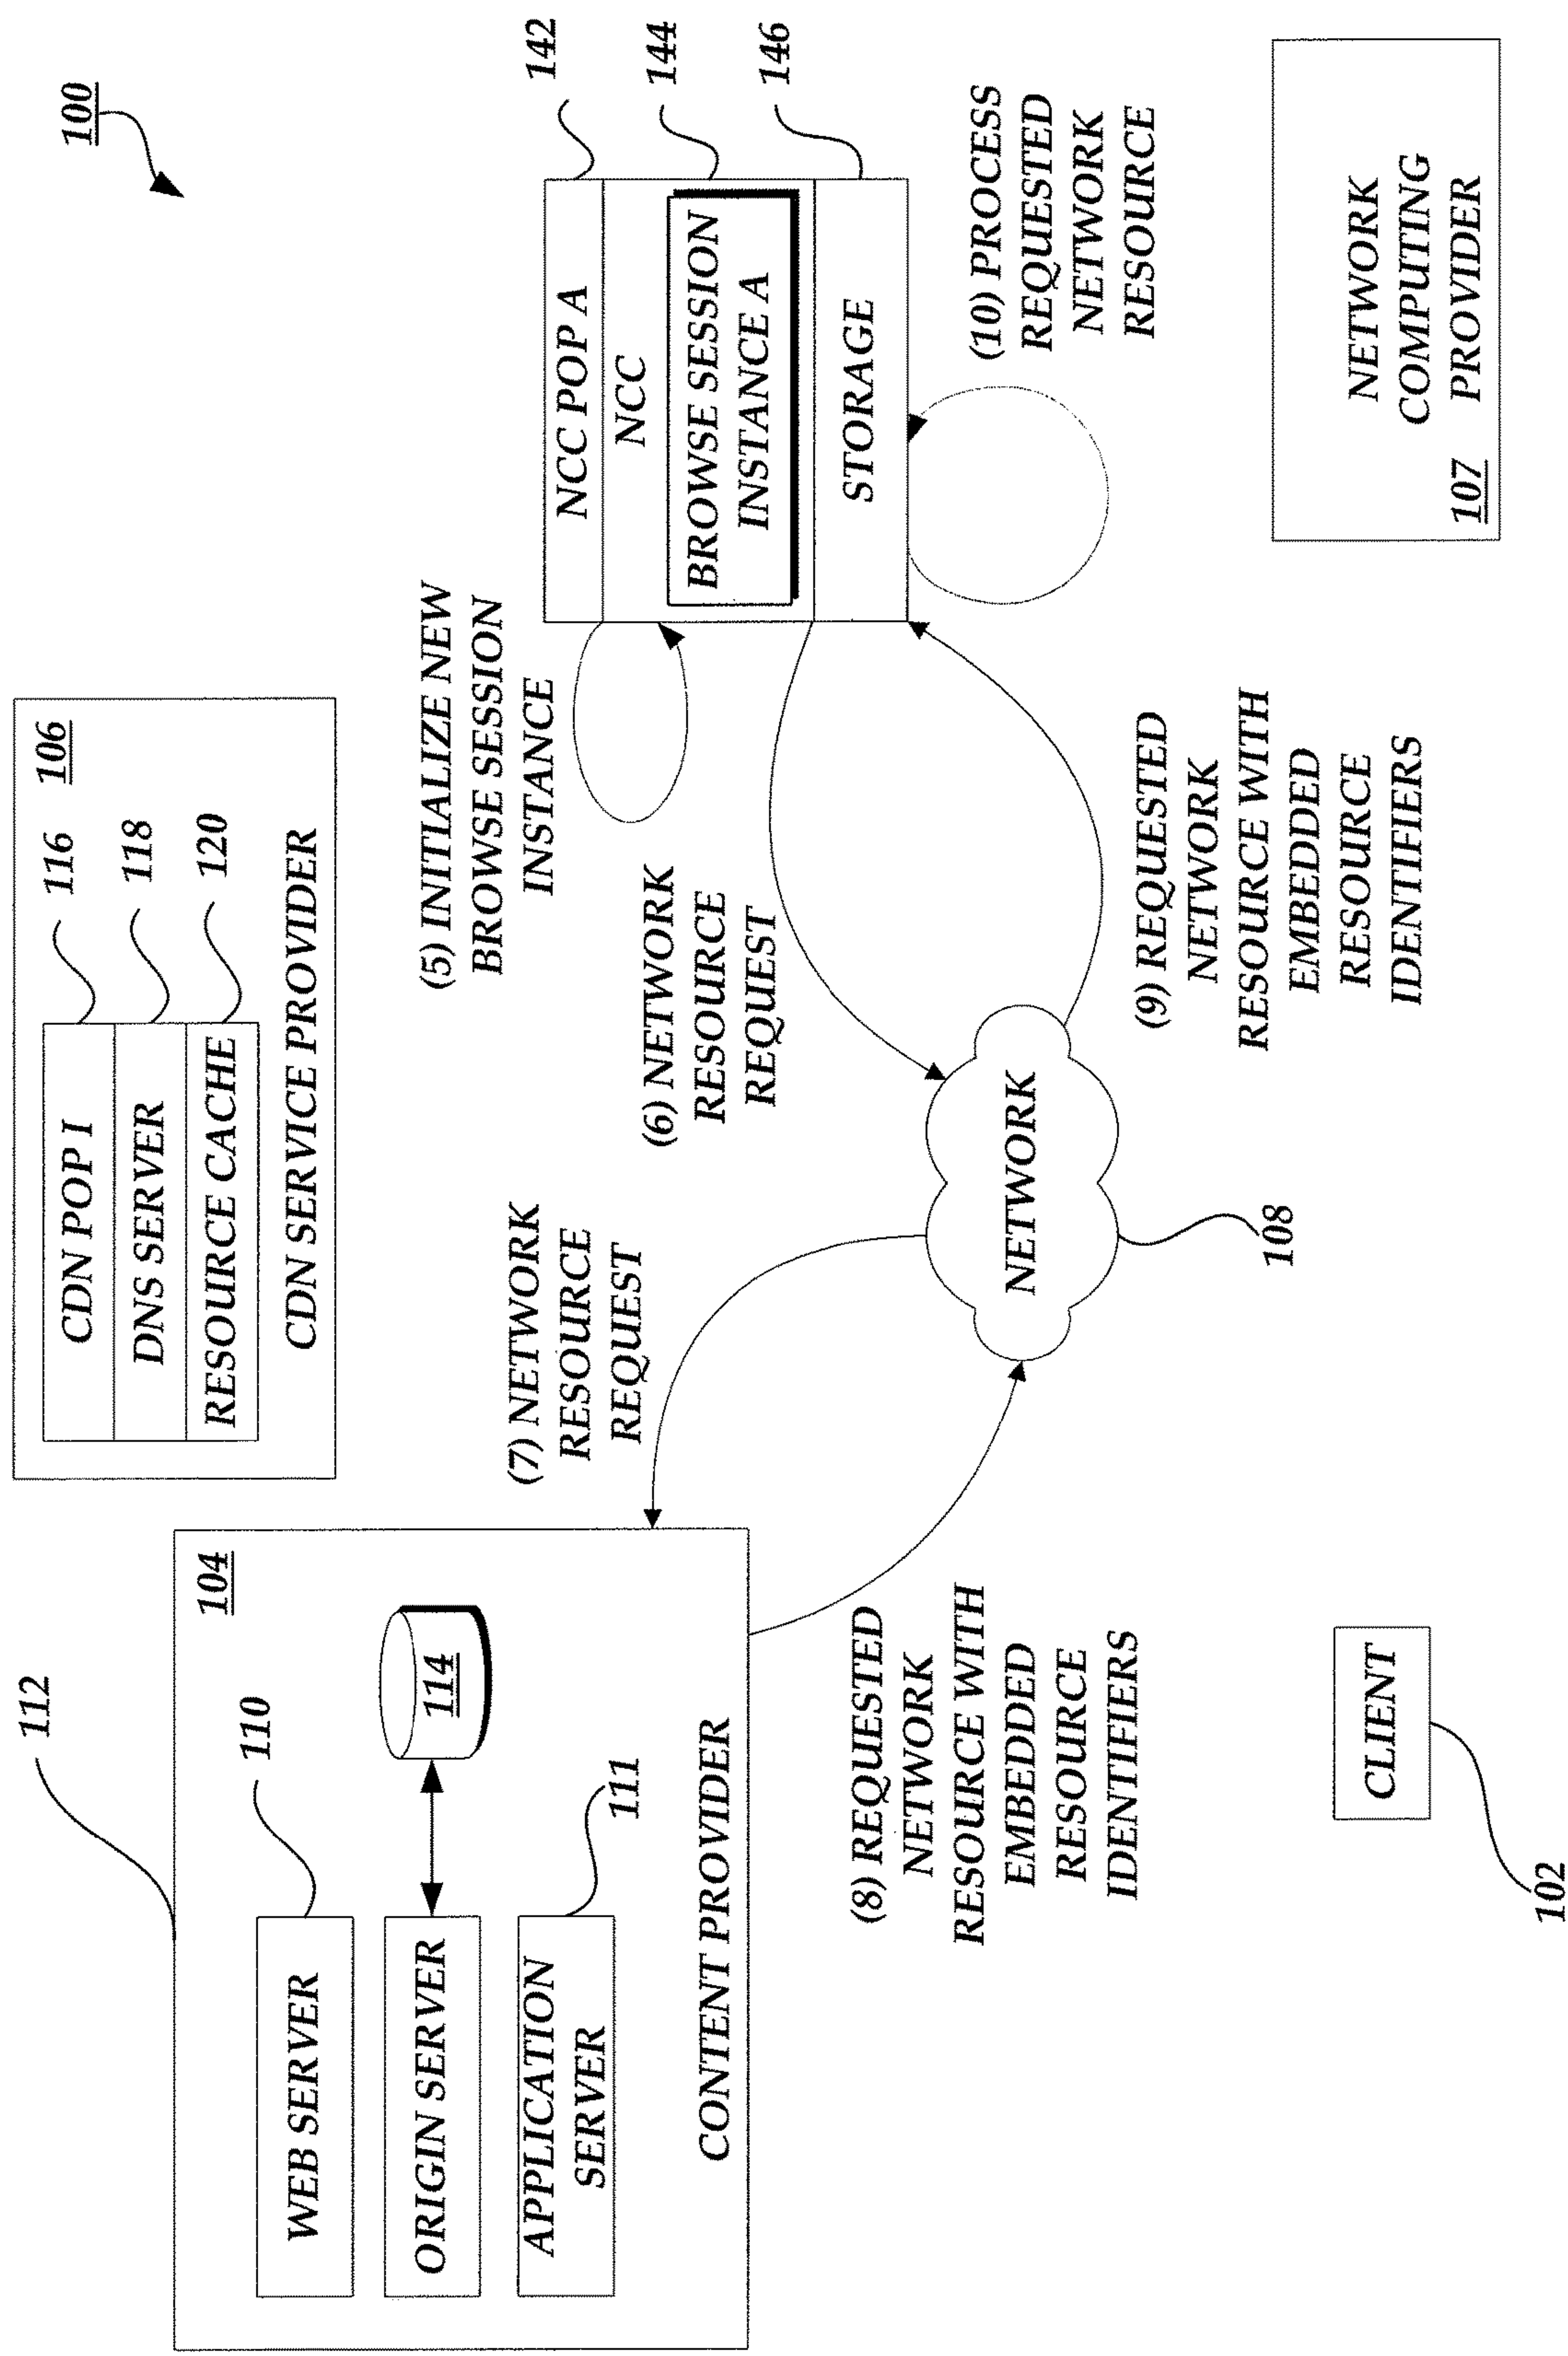 100
106
116
118
120
CDN POP I
DNS SERVER
RESOURCE CACHE
CDN SERVICE PROVIDER
112
104
110
WEB SERVER
ORIGIN SERVER
114
APPLICATION
SERVER
111
CONTENT PROVIDER
(5) INITIALIZE NEW
BROWSE SESSION
INSTANCE
142
144
146
NCC POP A
NCC
BROWSE SESSION
INSTANCE A
STORAGE
(6) NETWORK
RESOURCE
REQUEST
(7) NETWORK
RESOURCE
REQUEST
NETWORK
108
(8) REQUESTED
NETWORK
RESOURCE WITH
EMBEDDED
RESOURCE
IDENTIFIERS
(9) REQUESTED
NETWORK
RESOURCE WITH
EMBEDDED
RESOURCE
IDENTIFIERS
(10) PROCESS
REQUESTED
NETWORK
RESOURCE
CLIENT
102
NETWORK
COMPUTING
PROVIDER
107